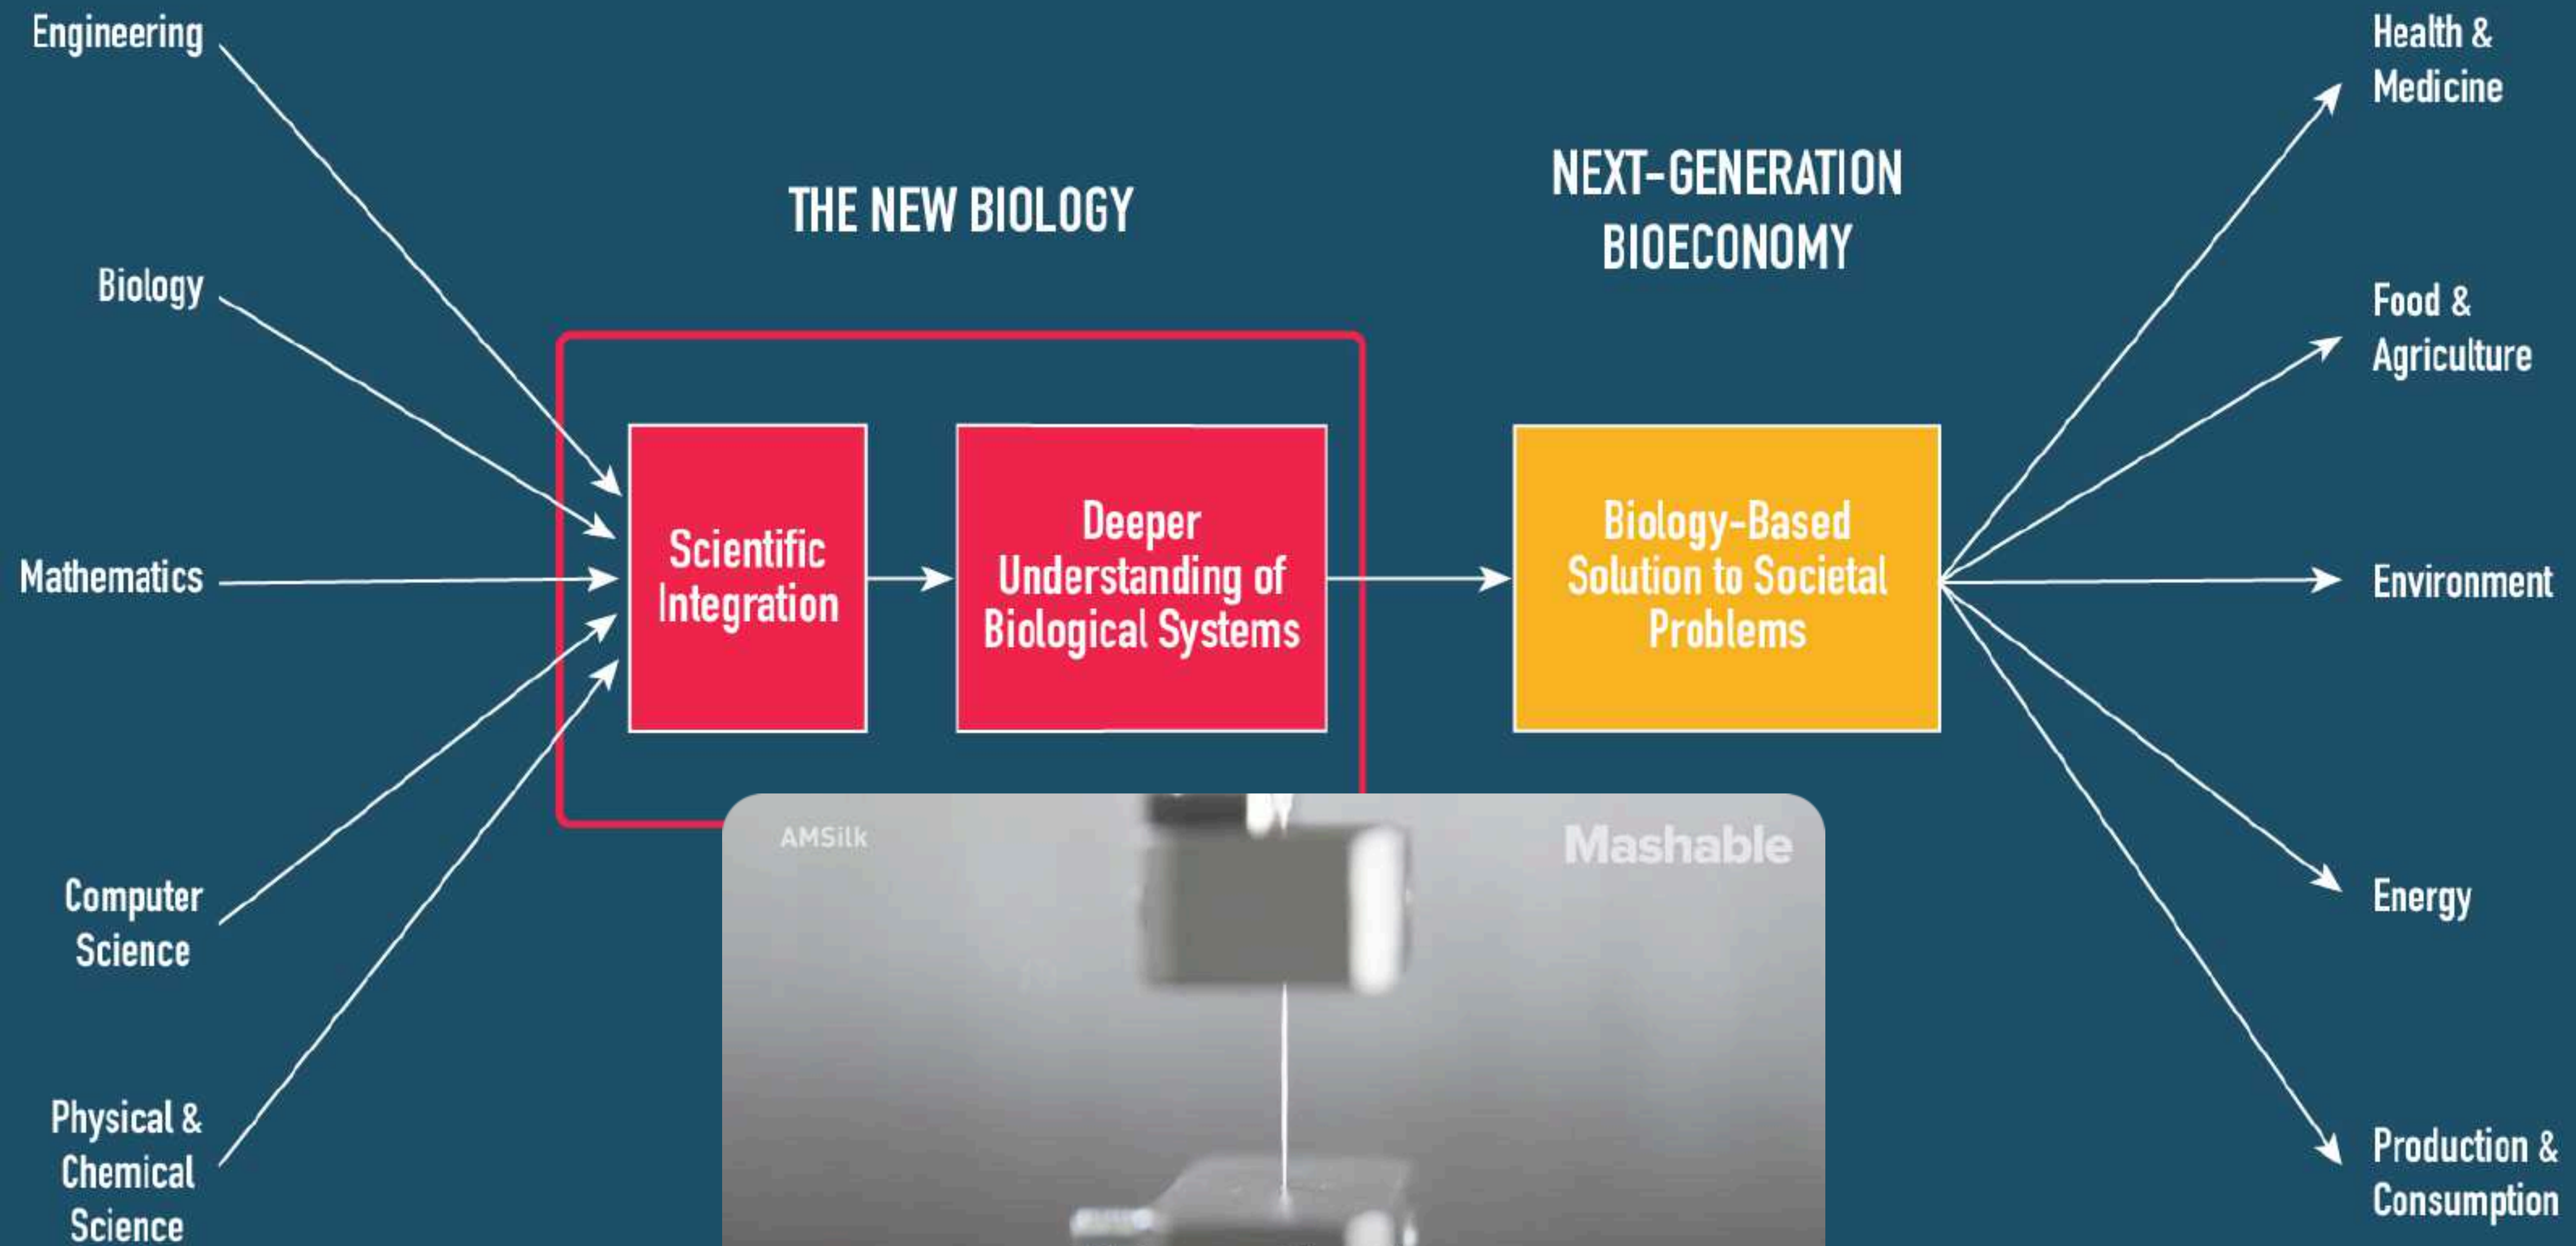 Engineering
Biology
Mathematics
Computer
Science
Physical &
Chemical
Science
THE NEW BIOLOGY
Scientific
Integration
Deeper
Understanding of
Biological Systems
NEXT-GENERATION
BIOECONOMY
Biology-Based
Solution to Societal
Problems
Health &
Medicine
Food &
Agriculture
Environment
Energy
Production &
Consumption
AMSilk
Mashable